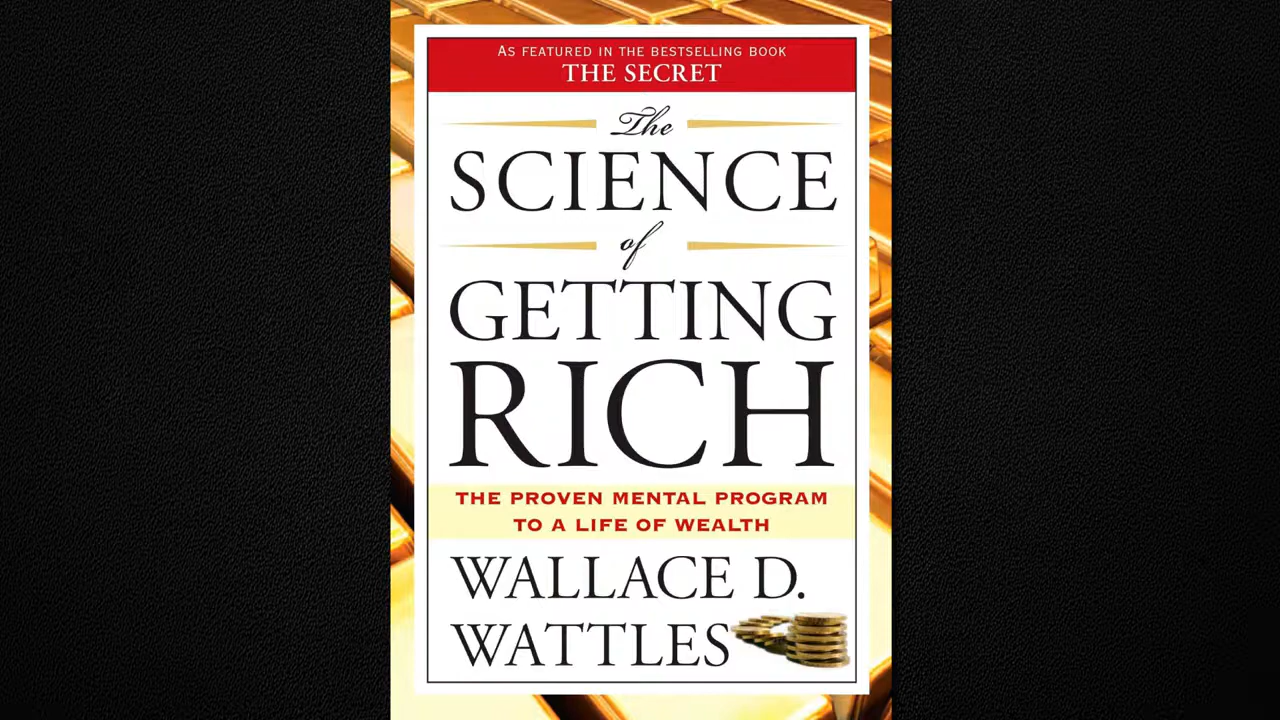 AS FEATURED IN THE BESTSELLING BOOK
THE SECRET
The
SCIENCE
of
GETTING
RICH
THE PROVEN MENTAL PROGRAM
TO A LIFE OF WEALTH
WALLACE D.
WATTLES